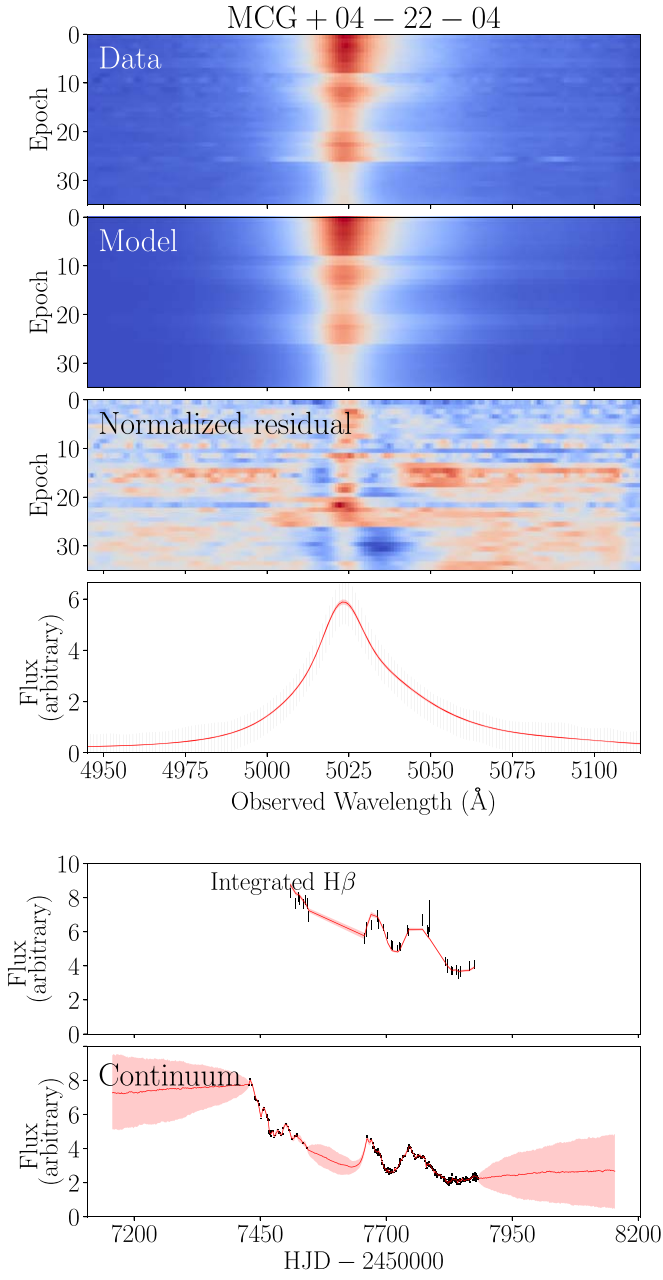 MCG + 04 − 22 − 04
0
Data
10
Epoch
20
30
0
Model
10
Epoch
20
30
0
Normalized residual
10
Epoch
20
30
6
Flux
(arbitrary)
4
2
0
4950 4975 5000 5025 5050 5075 5100
Observed Wavelength (Å)
10
Integrated Hβ
8
Flux
(arbitrary)
6
4
2
0
Continuum
8
Flux
(arbitrary)
6
4
2
0
7200 7450 7700 7950 8200
HJD − 2450000